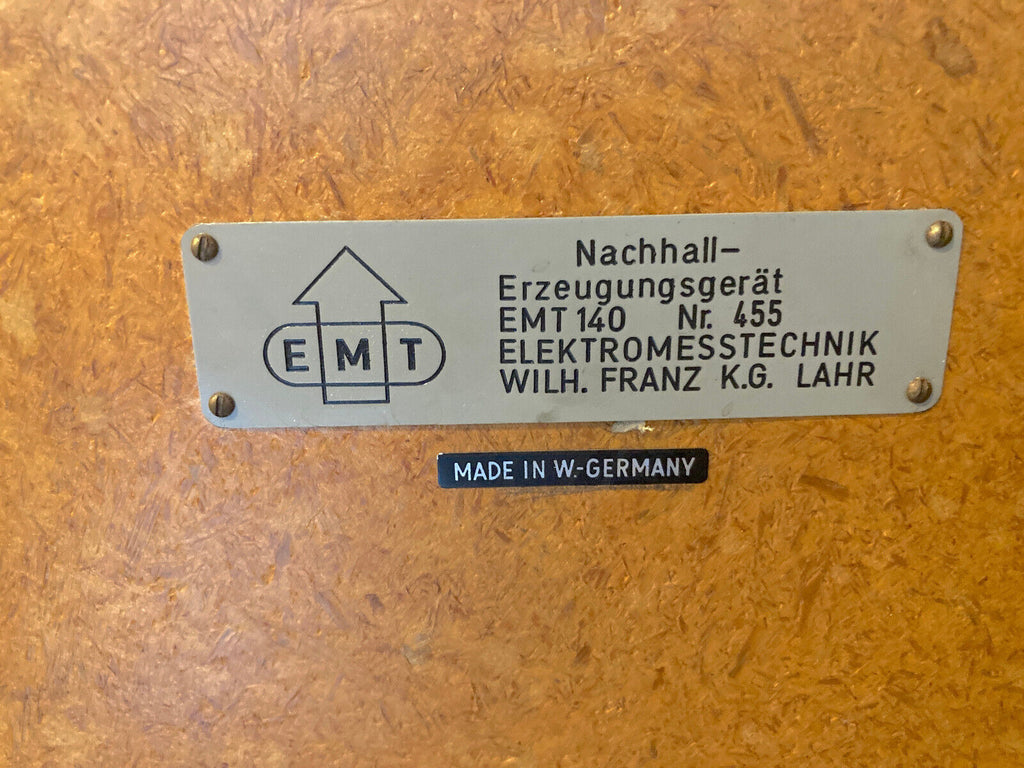 EMT
Nachhall-
Erzeugungsgerät
EMT 140 Nr. 455
ELEKTROMESSTECHNIK
WILH. FRANZ K.G. LAHR
MADE IN W.-GERMANY